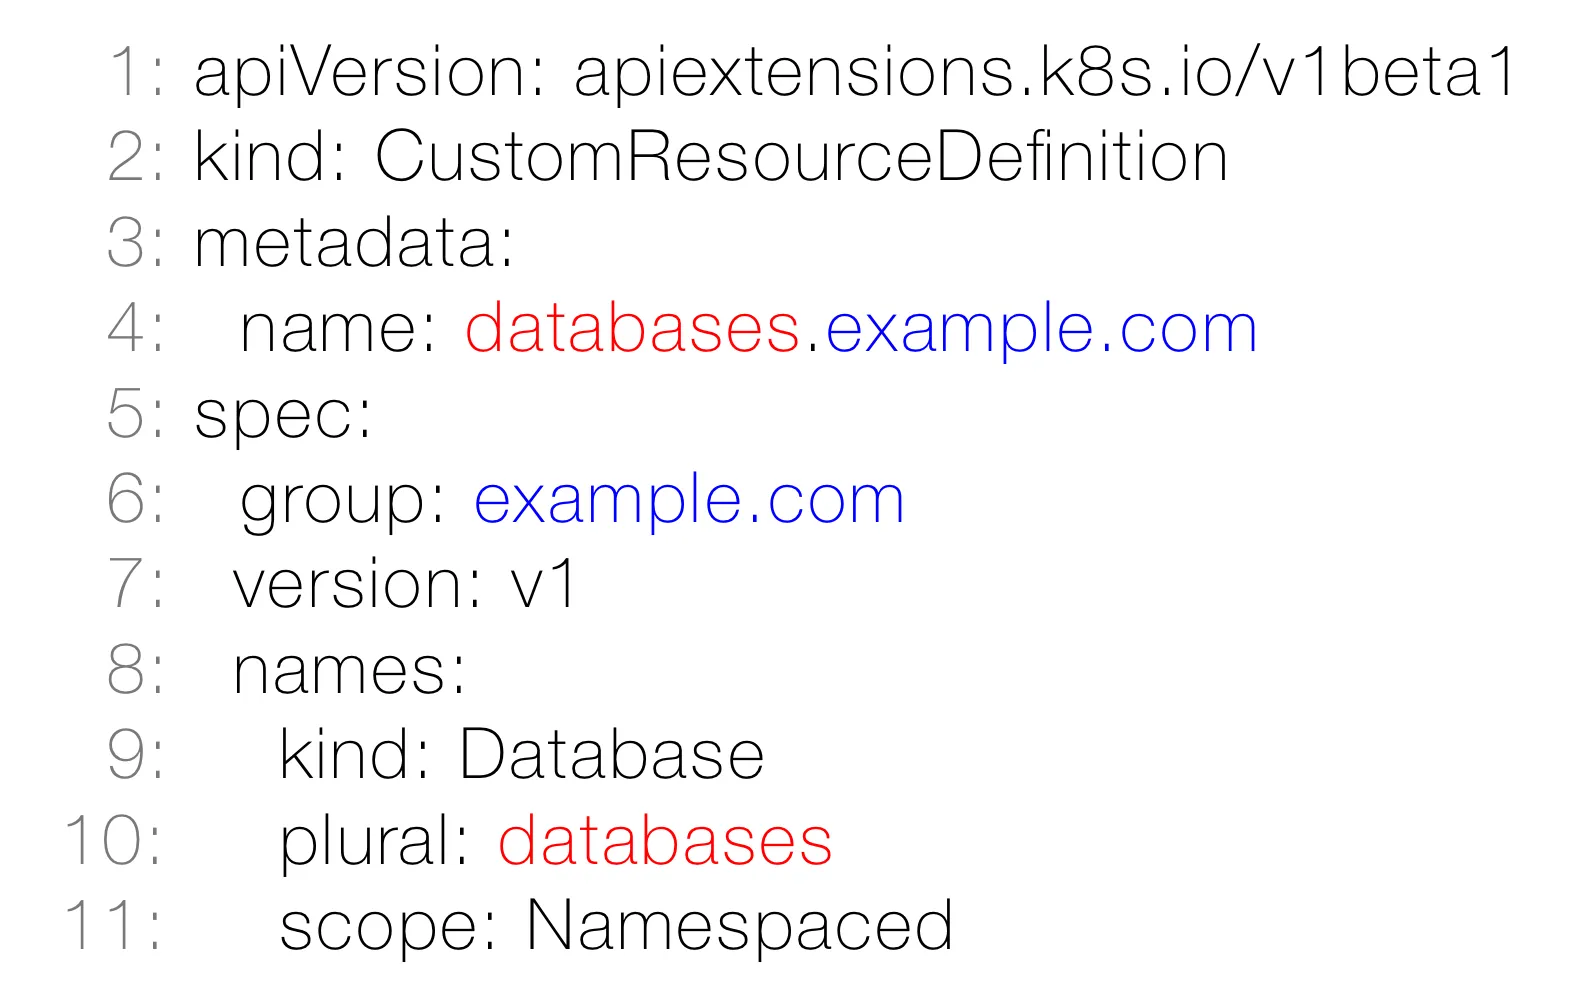 1: apiVersion: apiextensions.k8s.io/v1beta1
2: kind: CustomResourceDefinition
3: metadata:
4:   name: databases.example.com
5: spec:
6:   group: example.com
7:   version: v1
8:   names:
9:     kind: Database
10:     plural: databases
11:     scope: Namespaced